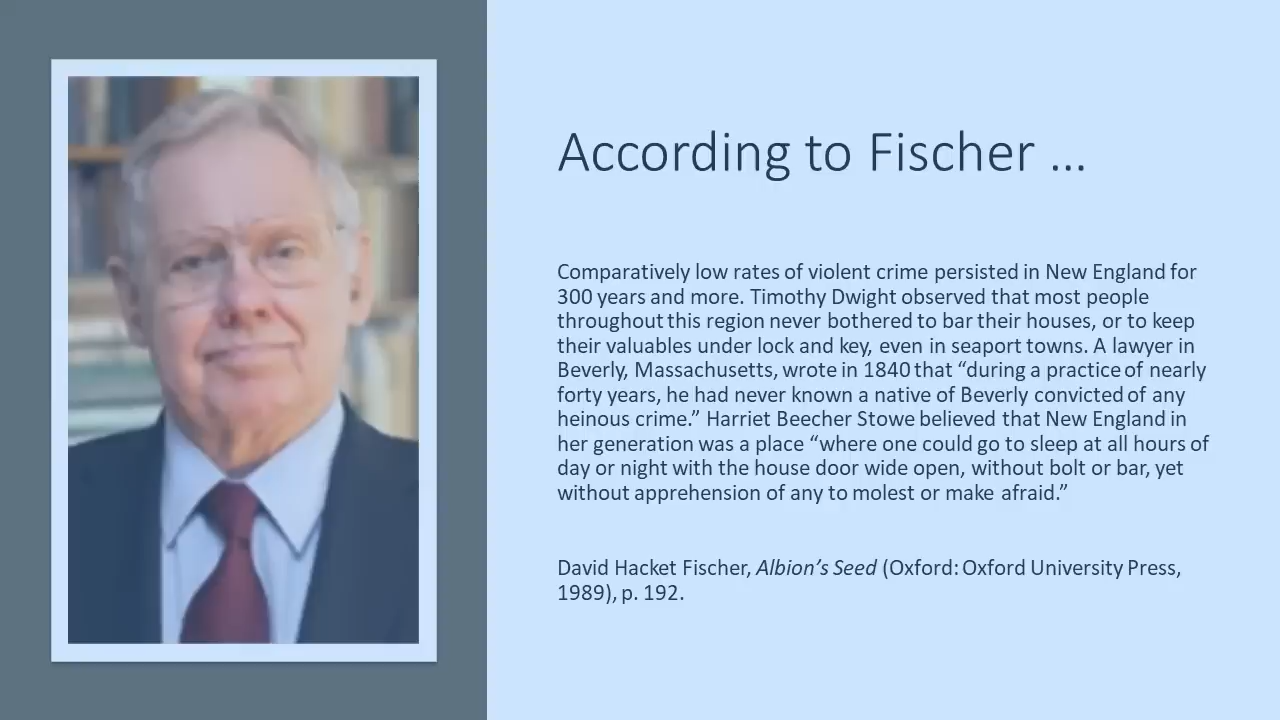 According to Fischer ...
Comparatively low rates of violent crime persisted in New England for
300 years and more. Timothy Dwight observed that most people
throughout this region never bothered to bar their houses, or to keep
their valuables under lock and key, even in seaport towns. A lawyer in
Beverly, Massachusetts, wrote in 1840 that “during a practice of nearly
forty years, he had never known a native of Beverly convicted of any
heinous crime.” Harriet Beecher Stowe believed that New England in
her generation was a place “where one could go to sleep at all hours of
day or night with the house door wide open, without bolt or bar, yet
without apprehension of any to molest or make afraid.”
David Hacket Fischer, Albion’s Seed (Oxford: Oxford University Press,
1989), p. 192.